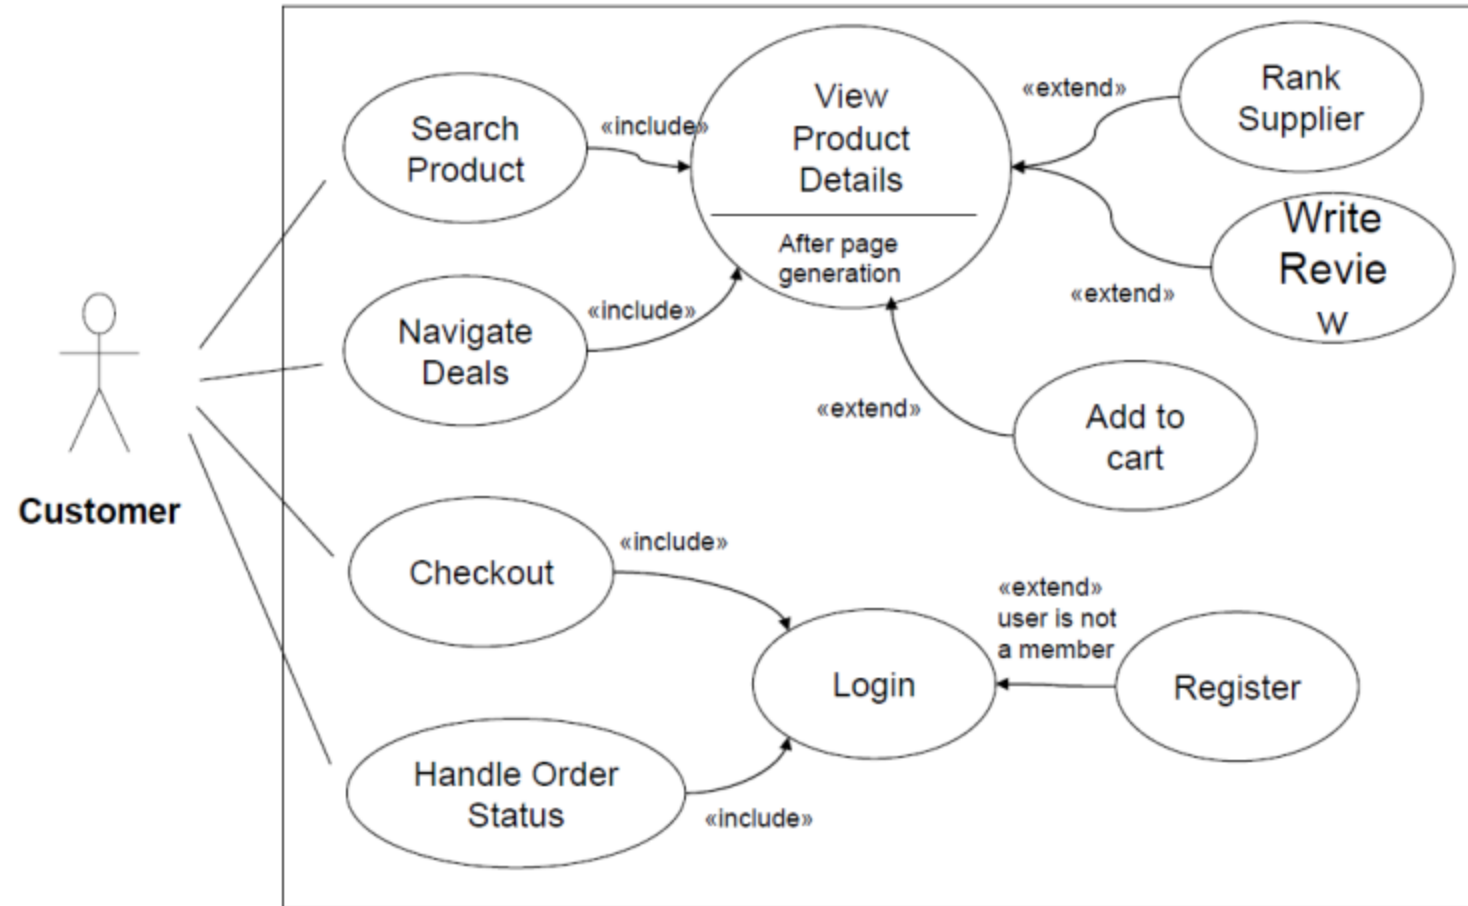 Search
Product
«include»
View
Product
Details
After page
generation
«extend»
Rank
Supplier
Write
Revie
w
«extend»
Navigate
Deals
«include»
«extend»
Add to
cart
Customer
Checkout
«include»
Login
«extend»
user is not
a member
Register
Handle Order
Status
«include»